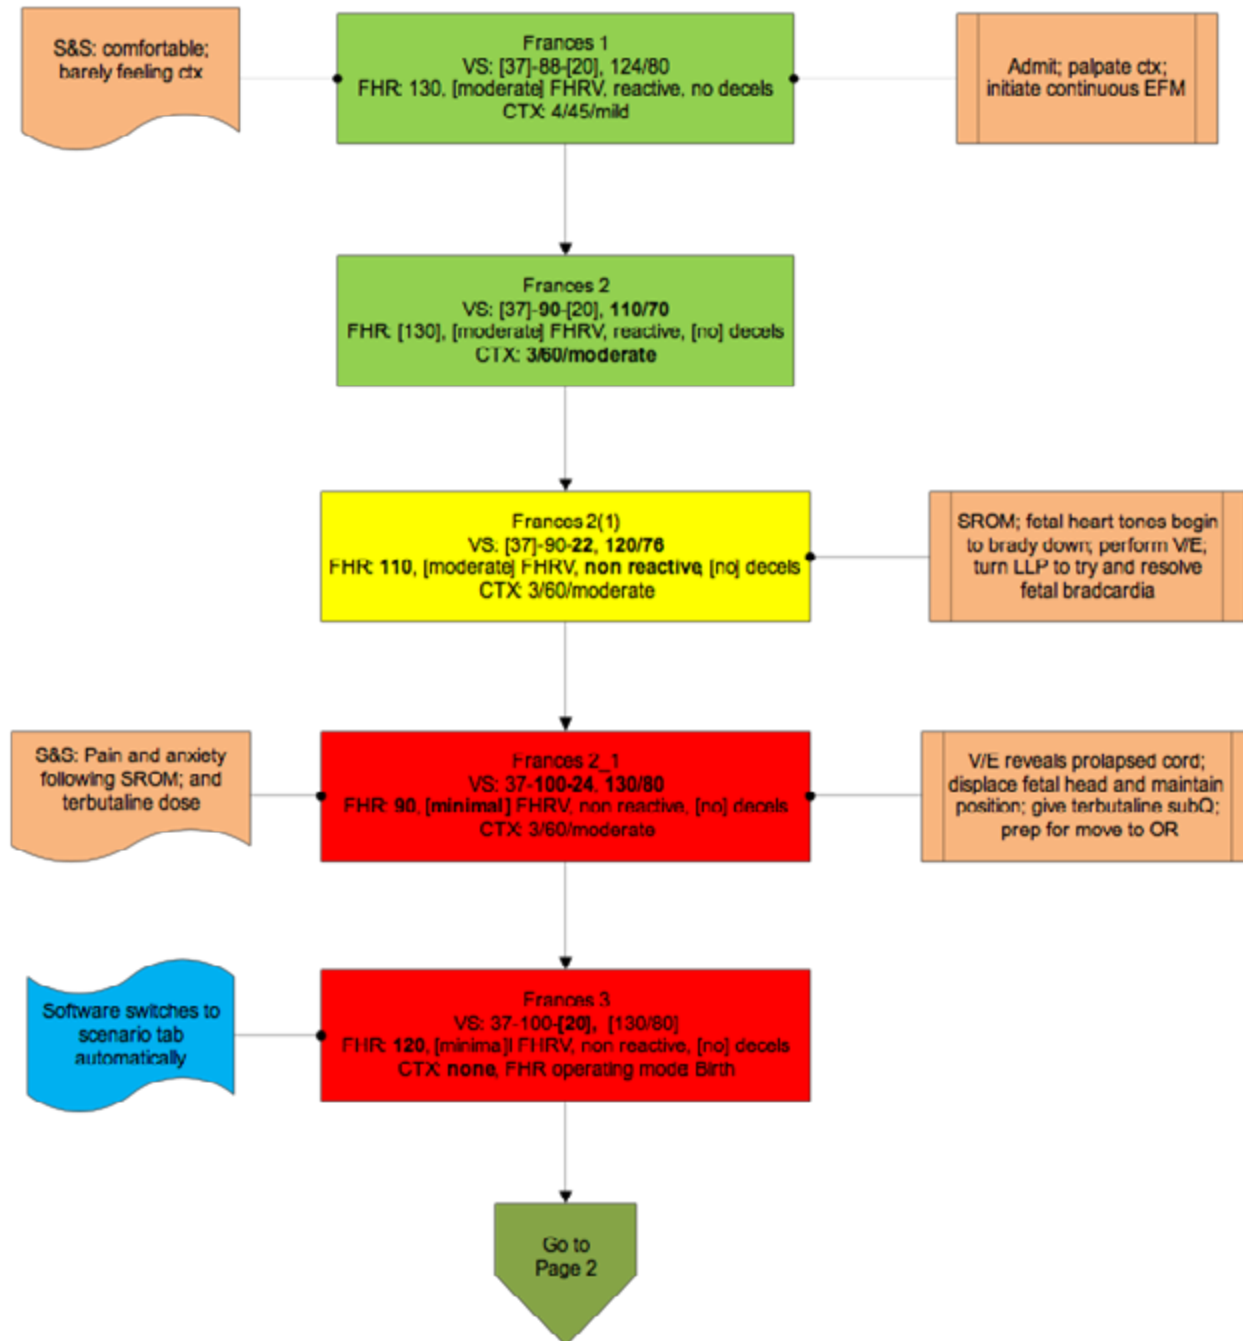 S&S: comfortable;
barely feeling ctx
Frances 1
VS: [37]-88-[20], 124/80
FHR: 130, [moderate] FHRV, reactive, no decels
CTX: 4/45/mild
Admit; palpate ctx;
initiate continuous EFM
Frances 2
VS: [37]-90-[20], 110/70
FHR: [130], [moderate] FHRV, reactive, [no] decels
CTX: 3/60/moderate
Frances 2(1)
VS: [37]-90-22, 120/76
FHR: 110, [moderate] FHRV, non reactive, [no] decels
CTX: 3/60/moderate
SROM; fetal heart tones begin
to brady down; perform V/E;
turn LLP to try and resolve
fetal bradcardia
S&S: Pain and anxiety
following SROM; and
terbutaline dose
Frances 2_1
VS: 37-100-24, 130/80
FHR: 90, [minimal] FHRV, non reactive, [no] decels
CTX: 3/60/moderate
V/E reveals prolapsed cord;
displace fetal head and maintain
position; give terbutaline subQ;
prep for move to OR
Software switches to
scenario tab
automatically
Frances 3
VS: 37-100-[20], [130/80]
FHR: 120, [minima]l FHRV, non reactive, [no] decels
CTX: none, FHR operating mode: Birth
Go to
Page 2